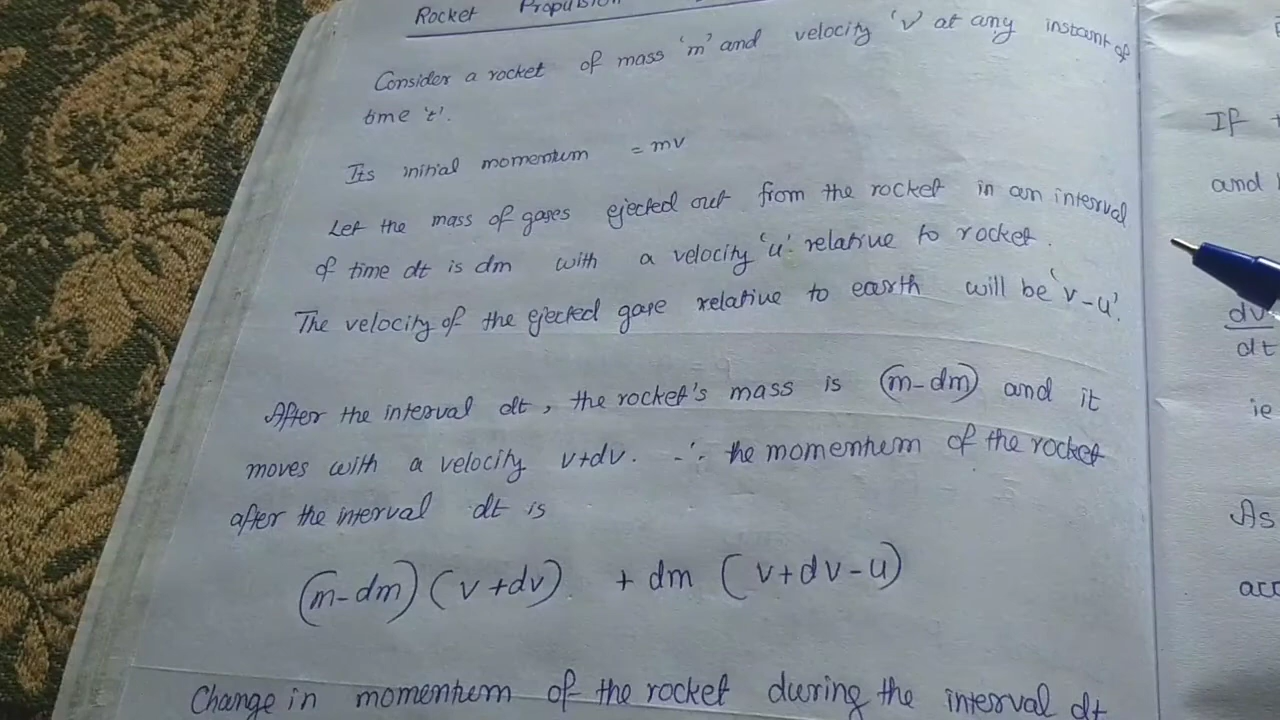 Rocket Propulsion
Consider a rocket of mass 'm' and velocity 'v' at any instant of
time 't'.
Its initial momentum = mv
Let the mass of gases ejected out from the rocket in an interval
of time dt is dm with a velocity 'u' relative to rocket.
The velocity of the ejected gase relative to earth will be 'v-u'.
After the interval dt, the rocket's mass is (m-dm) and it
moves with a velocity v+dv. ∴ the momentum of the rocket
after the interval dt is
(m-dm) (v+dv) + dm (v+dv-u)
Change in momentum of the rocket during the interval dt
If
and
dv
dt
ie
As